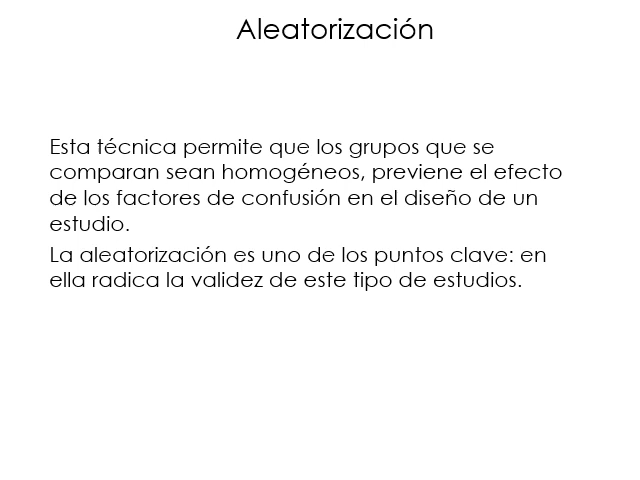 Aleatorización
Esta técnica permite que los grupos que se
comparan sean homogéneos, previene el efecto
de los factores de confusión en el diseño de un
estudio.
La aleatorización es uno de los puntos clave: en
ella radica la validez de este tipo de estudios.